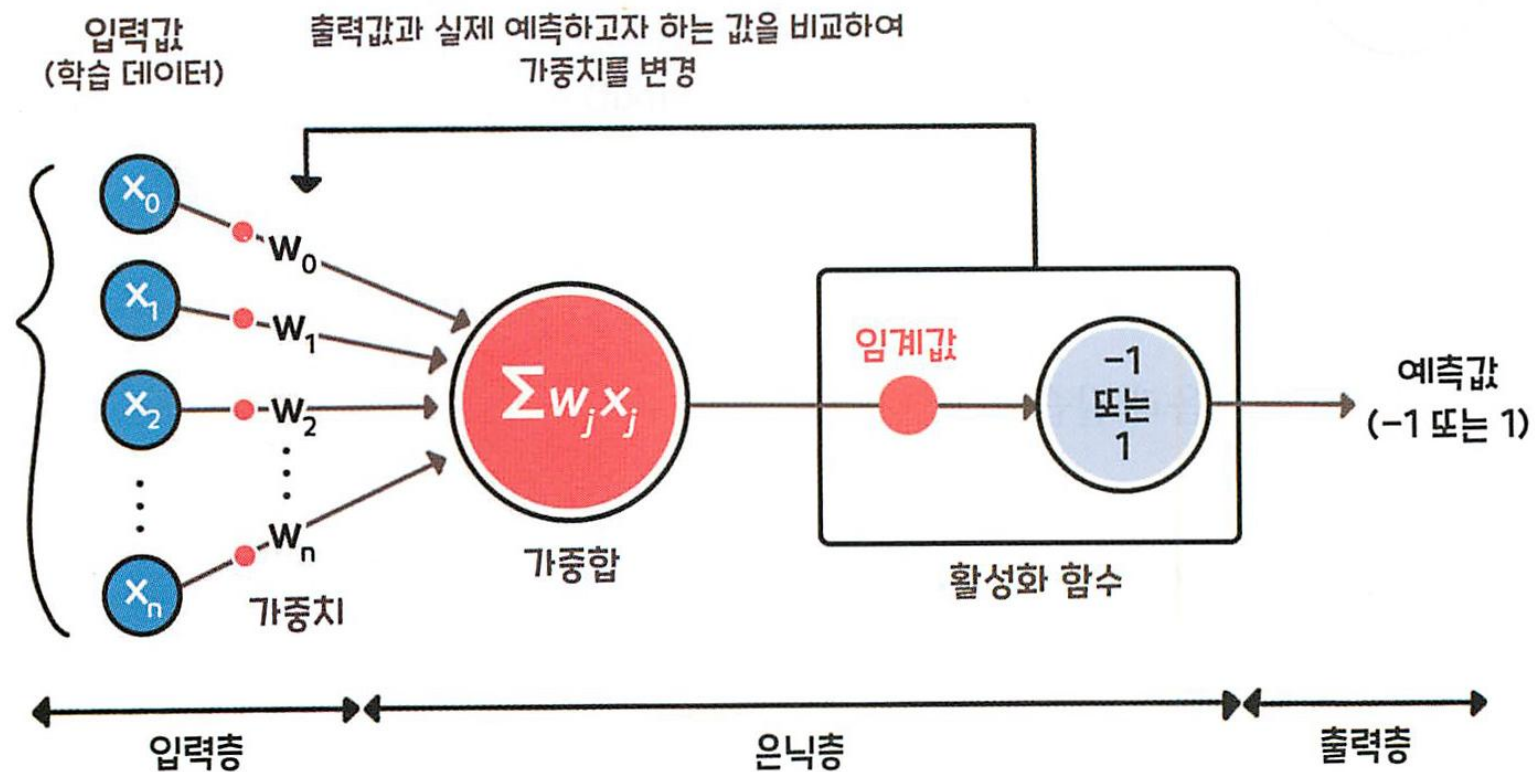 입력값
(학습 데이터)
출력값과 실제 예측하고자 하는 값을 비교하여
가중치를 변경
x₀
w₀
x₁
w₁
x₂
w₂
xₙ
wₙ
가중치
Σwⱼxⱼ
가중합
임계값
-1
또는
1
활성화 함수
예측값
(-1 또는 1)
입력층
은닉층
출력층